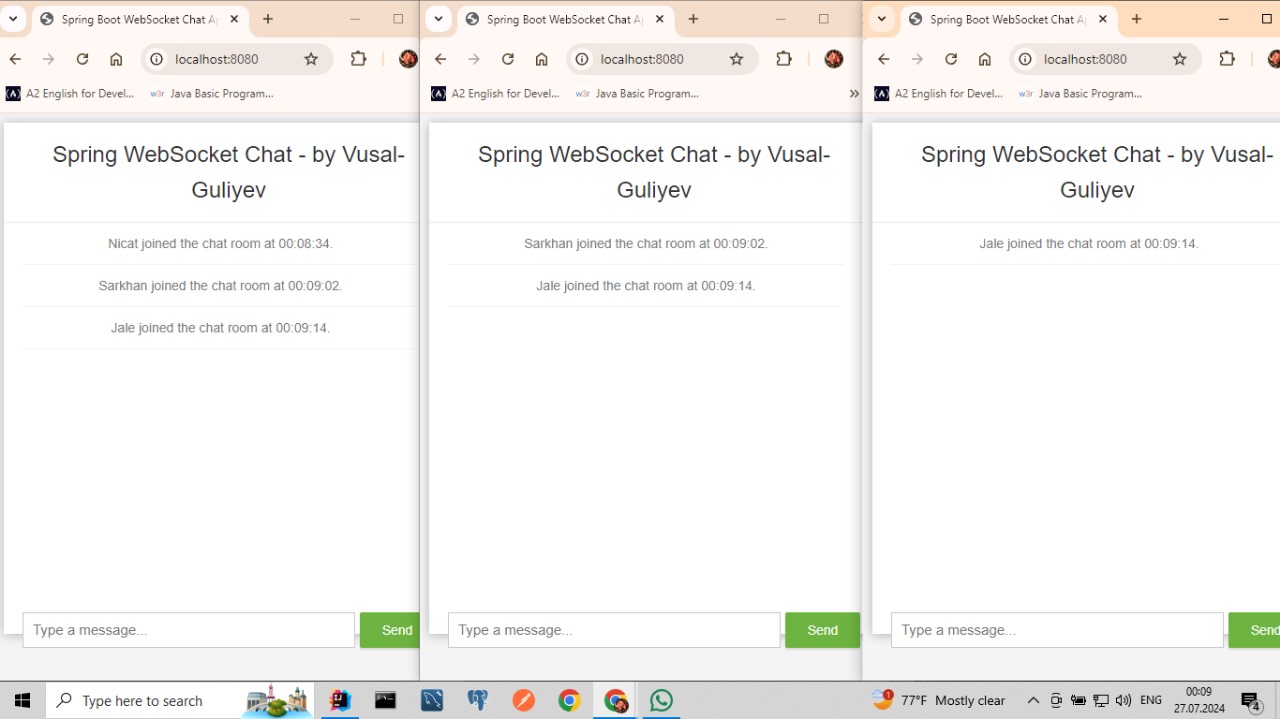 Spring Boot WebSocket Chat A
localhost:8080
A2 English for Devel...
w3r Java Basic Program...
Spring WebSocket Chat - by Vusal-
Guliyev
Nicat joined the chat room at 00:08:34.
Sarkhan joined the chat room at 00:09:02.
Jale joined the chat room at 00:09:14.
Type a message...
Send
Spring Boot WebSocket Chat A
localhost:8080
A2 English for Devel...
w3r Java Basic Program...
»
Spring WebSocket Chat - by Vusal-
Guliyev
Sarkhan joined the chat room at 00:09:02.
Jale joined the chat room at 00:09:14.
Type a message...
Send
Spring Boot WebSocket Chat A
localhost:8080
A2 English for Devel...
w3r Java Basic Program...
Spring WebSocket Chat - by Vusal-
Guliyev
Jale joined the chat room at 00:09:14.
Type a message...
Send
Type here to search
1
77°F Mostly clear
ENG
00:09
27.07.2024
4